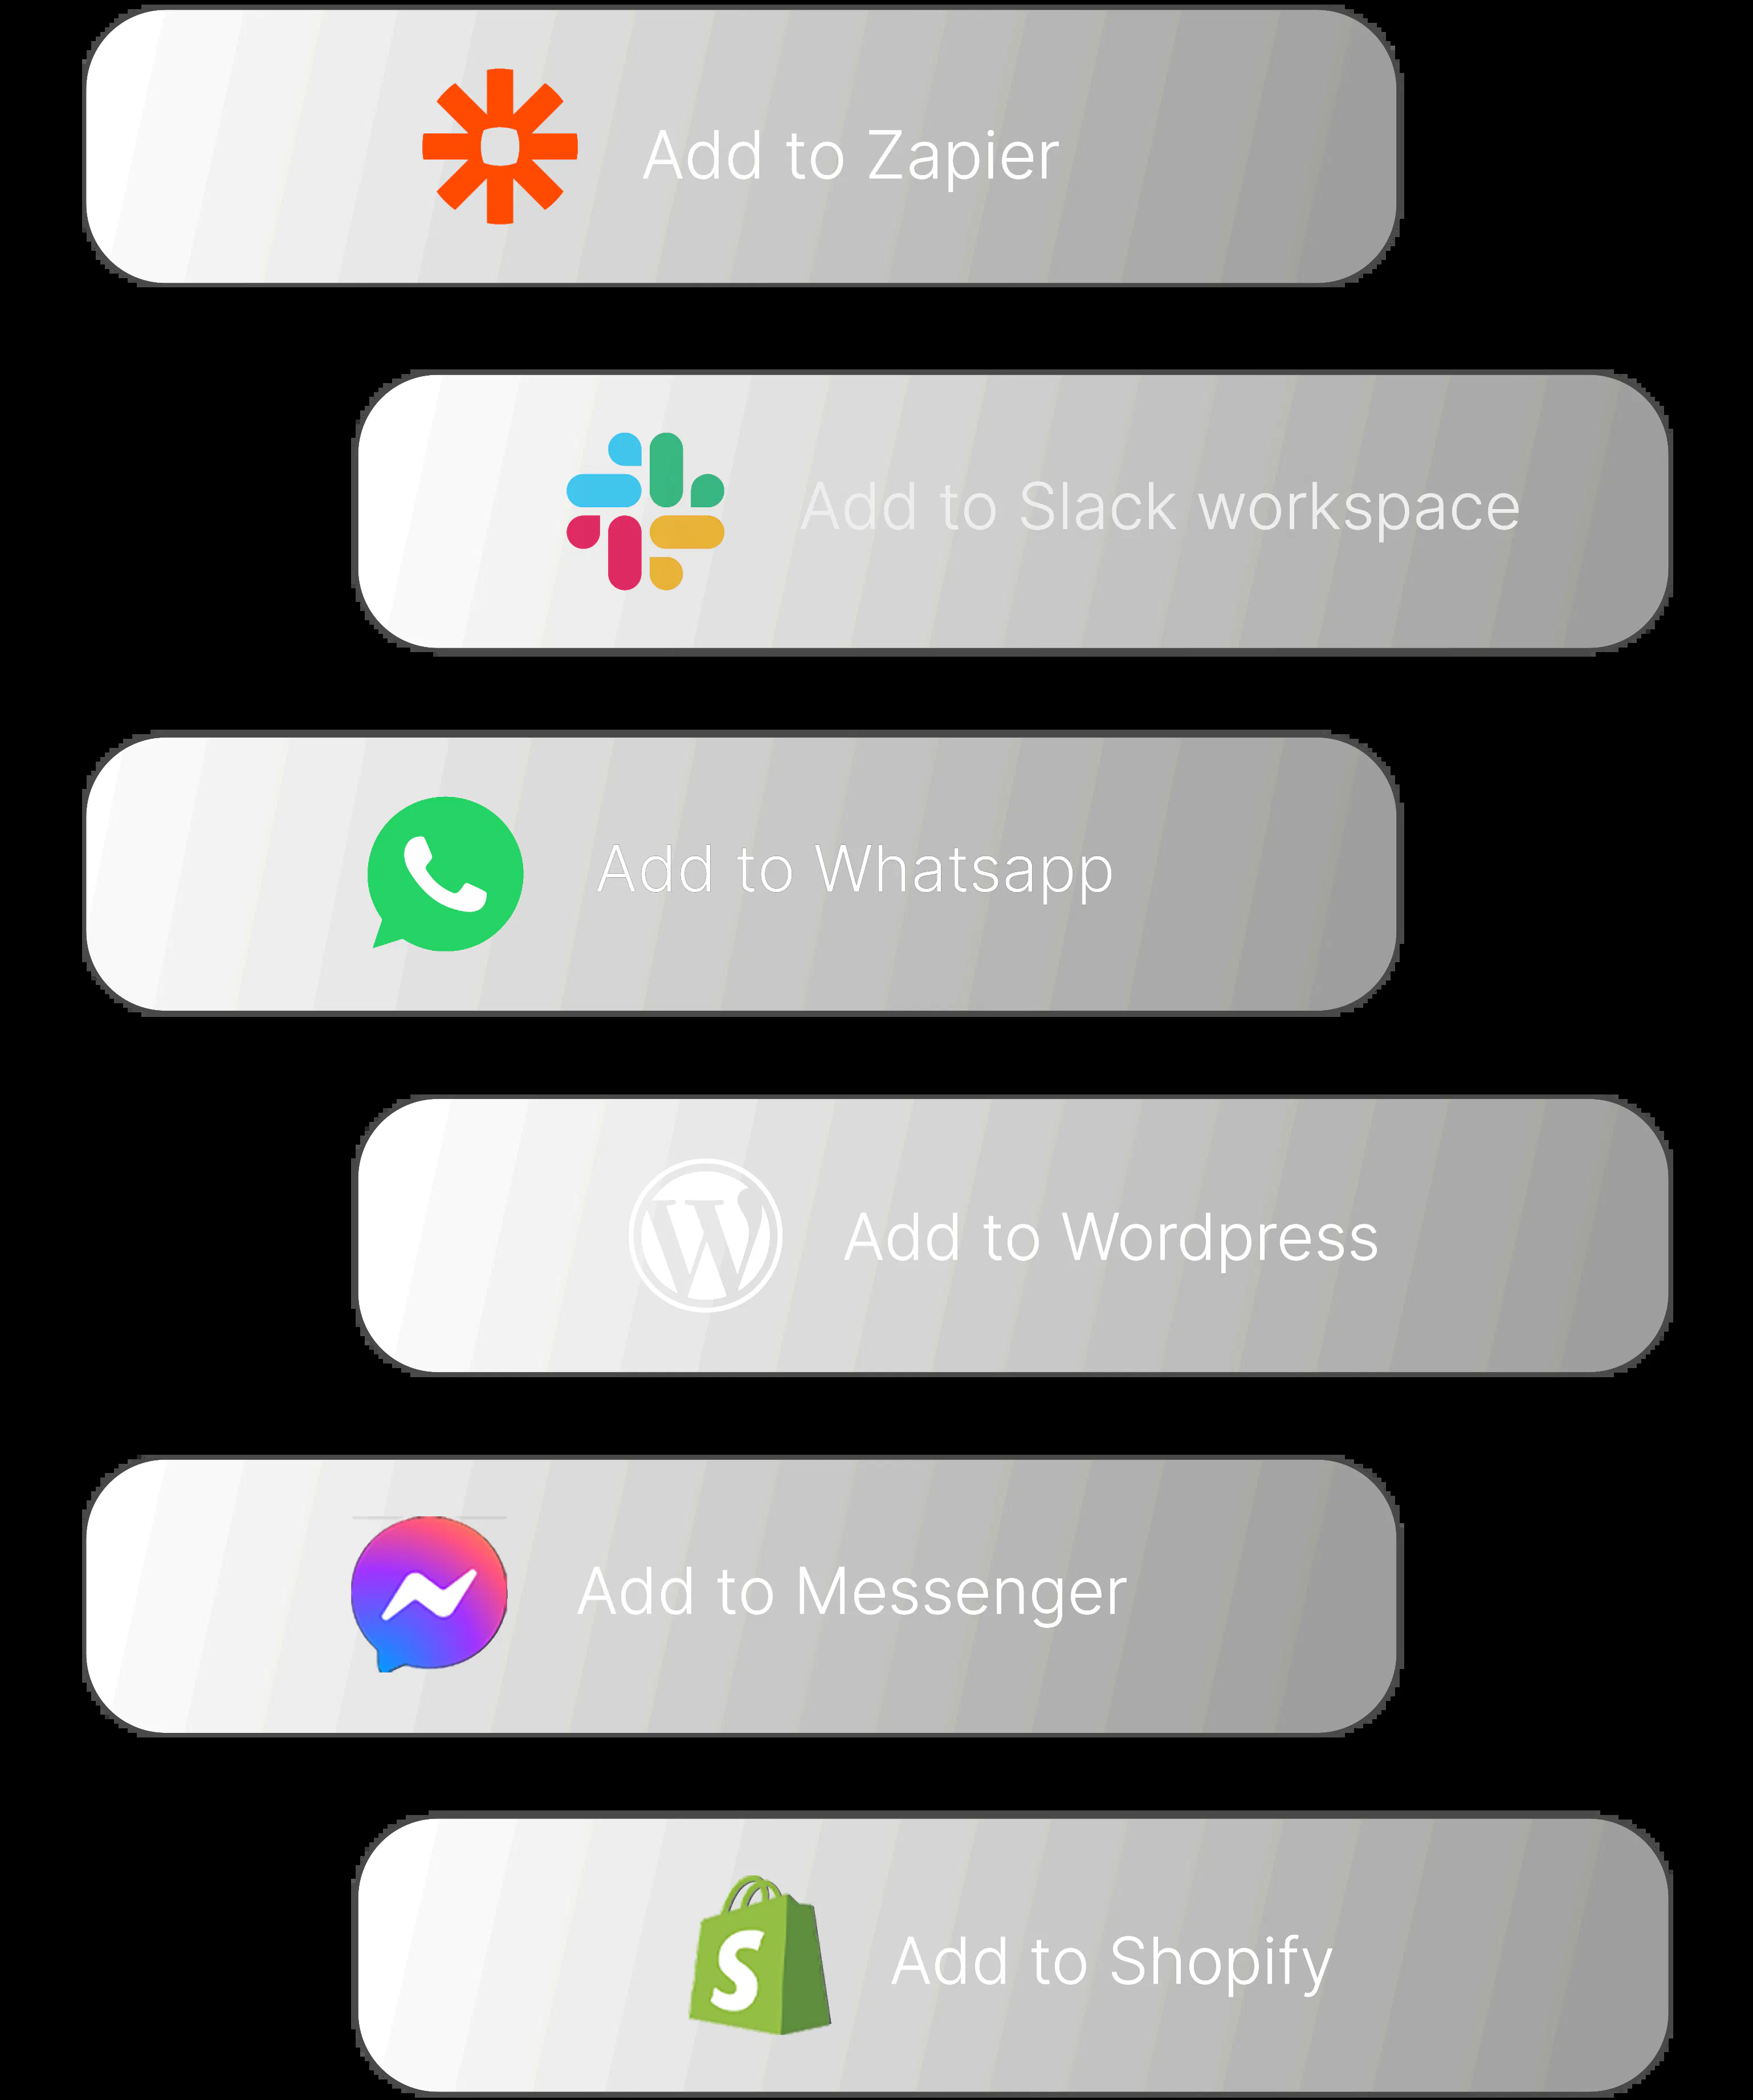 Add to Zapier
Add to Slack workspace
Add to Whatsapp
Add to Wordpress
Add to Messenger
Add to Shopify